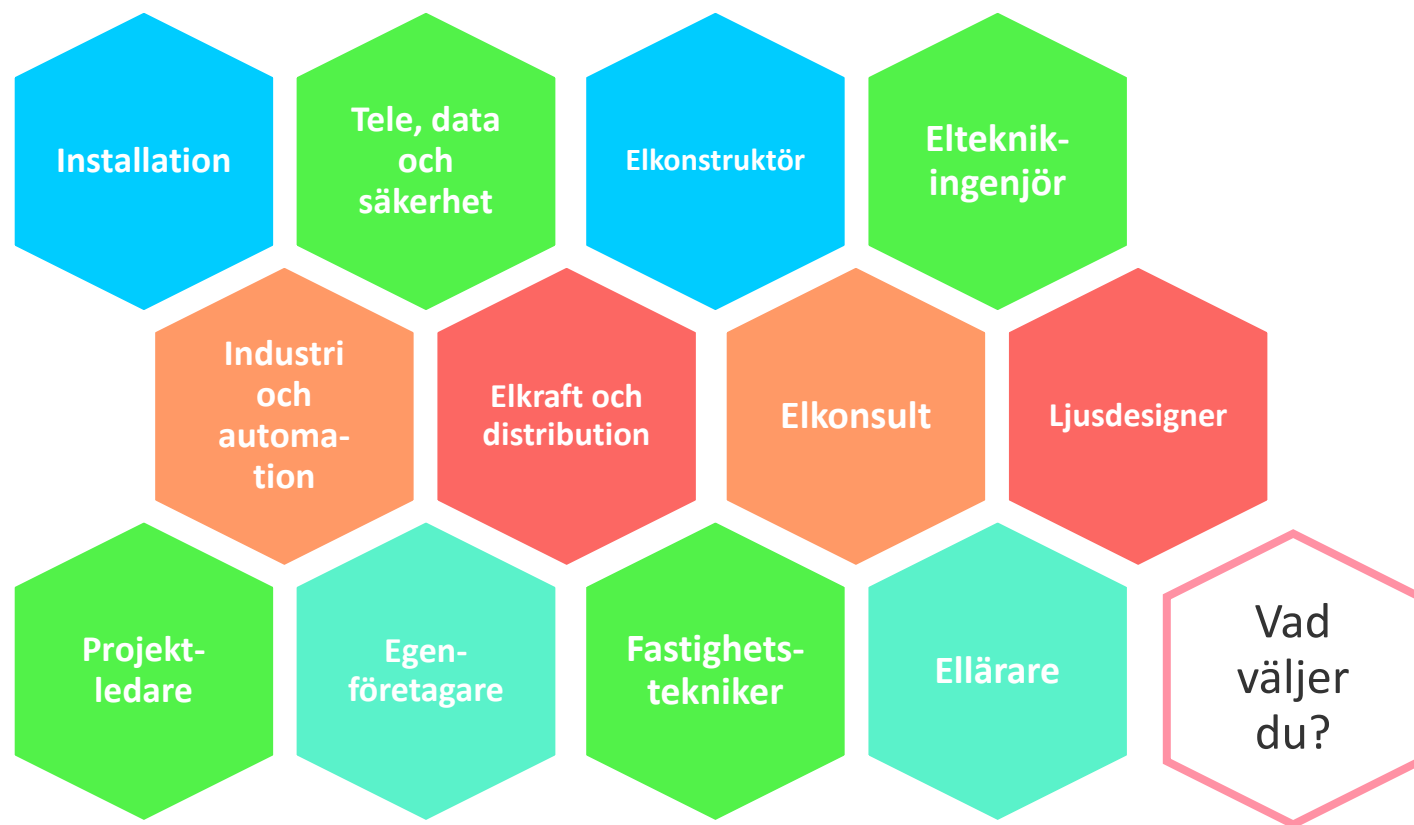 Installation
Tele, data
och
säkerhet
Elkonstruktör
Elteknik-
ingenjör
Industri
och
automa-
tion
Elkraft och
distribution
Elkonsult
Ljusdesigner
Projekt-
ledare
Egen-
företagare
Fastighets-
tekniker
Ellärare
Vad
väljer
du?